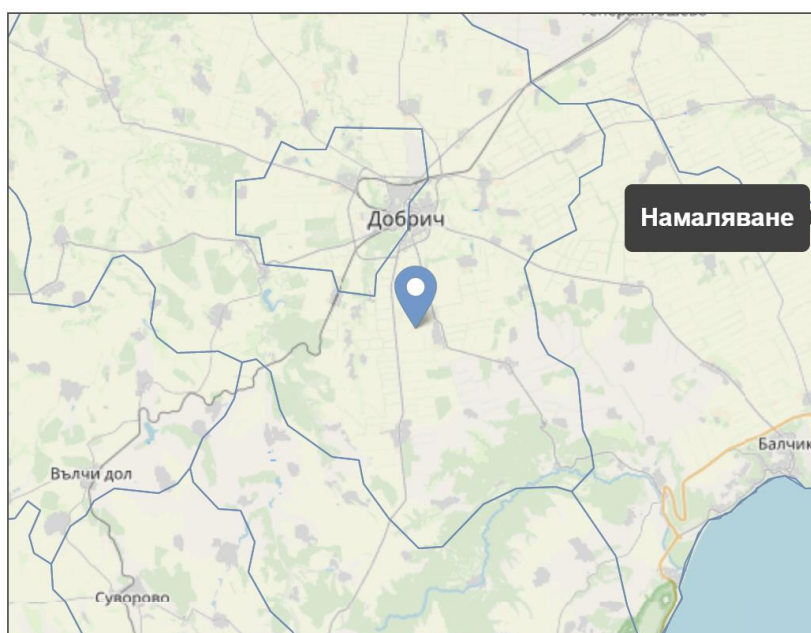 Добрич
Намаляване
Балчик
Вълчи дол
Суворово